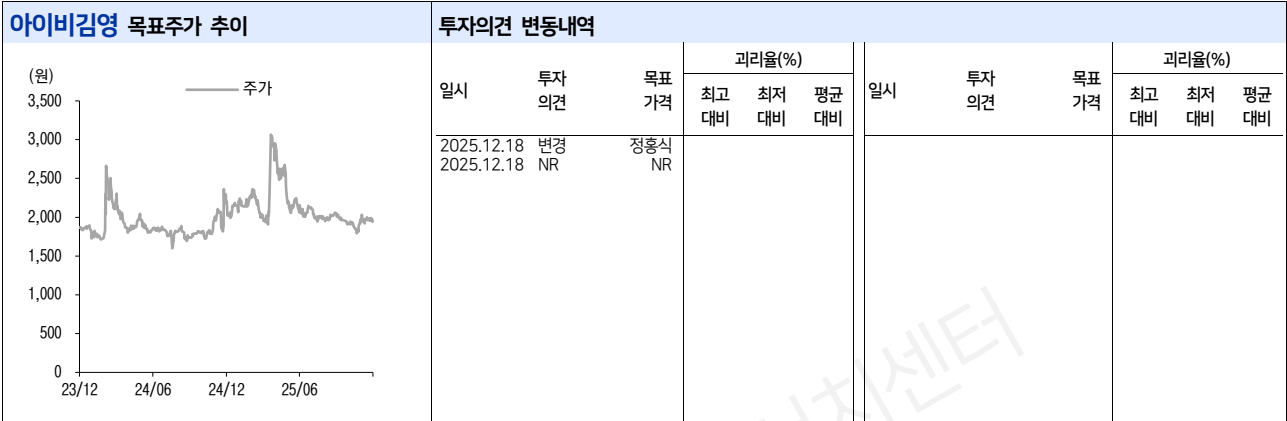 아이비김영 목표주가 추이
(원)
주가
3,500
3,000
2,500
2,000
1,500
1,000
500
0
23/12 24/06 24/12 25/06
투자의견 변동내역
일시 투자의견 목표가격 괴리율(%) 최고대비 최저대비 평균대비 일시 투자의견 목표가격 괴리율(%) 최고대비 최저대비 평균대비
2025.12.18 변경 정홍식
2025.12.18 NR NR